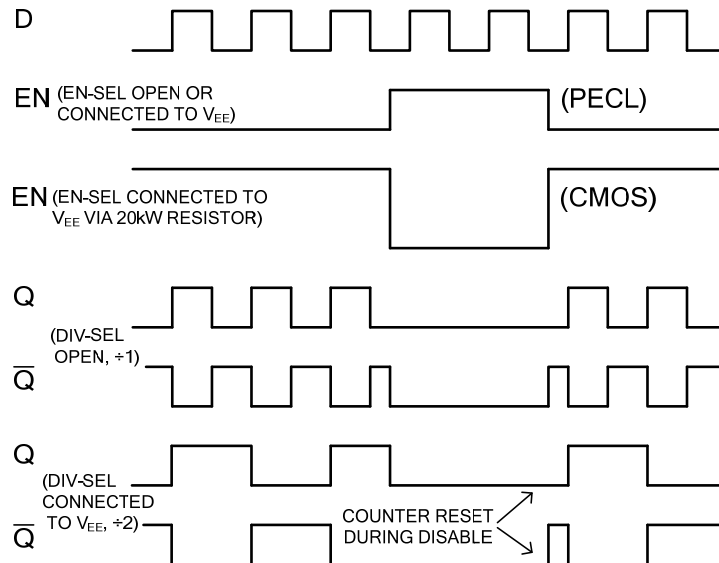 D
EN (EN-SEL OPEN OR
CONNECTED TO VEE)
(PECL)
EN (EN-SEL CONNECTED TO
VEE VIA 20kW RESISTOR)
(CMOS)
Q
(DIV-SEL
OPEN, ÷1)
Q̅
Q
(DIV-SEL
CONNECTED
TO VEE, ÷2)
Q̅
COUNTER RESET
DURING DISABLE